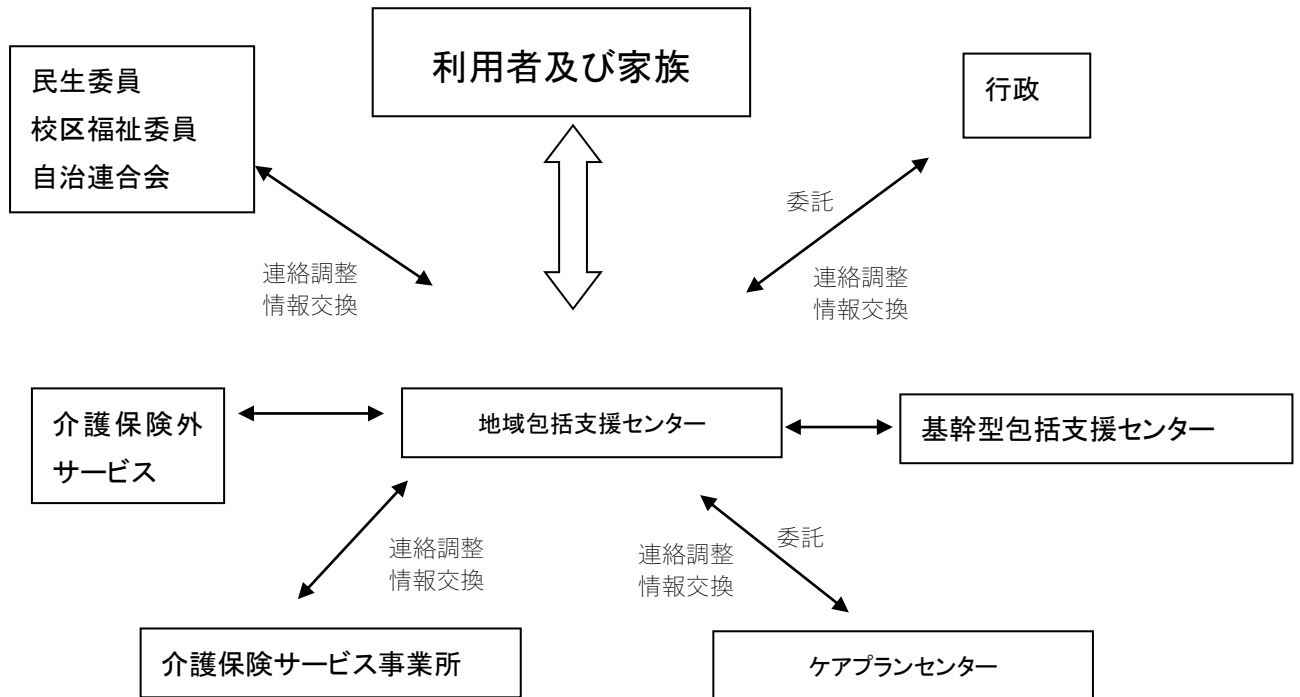 利用者及び家族
民生委員
校区福祉委員
自治連合会
行政
委託
連絡調整
情報交換
連絡調整
情報交換
介護保険外
サービス
地域包括支援センター
基幹型包括支援センター
連絡調整
情報交換
連絡調整
情報交換
委託
介護保険サービス事業所
ケアプランセンター